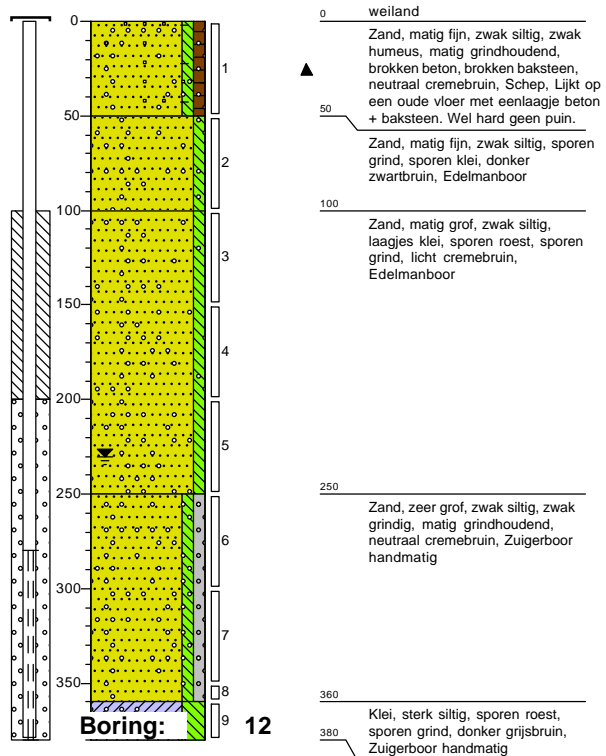 0
50
100
150
200
250
300
350
1
2
3
4
5
6
7
8
9
Boring: 12
0
weiland
Zand, matig fijn, zwak siltig, zwak
humeus, matig grindhoudend,
brokken beton, brokken baksteen,
neutraal cremebruin, Schep, Lijkt op
een oude vloer met eenlaagje beton
+ baksteen. Wel hard geen puin.
50
Zand, matig fijn, zwak siltig, sporen
grind, sporen klei, donker
zwartbruin, Edelmanboor
100
Zand, matig grof, zwak siltig,
laagjes klei, sporen roest, sporen
grind, licht cremebruin,
Edelmanboor
250
Zand, zeer grof, zwak siltig, zwak
grindig, matig grindhoudend,
neutraal cremebruin, Zuigerboor
handmatig
360
Klei, sterk siltig, sporen roest,
sporen grind, donker grijsbruin,
Zuigerboor handmatig
380